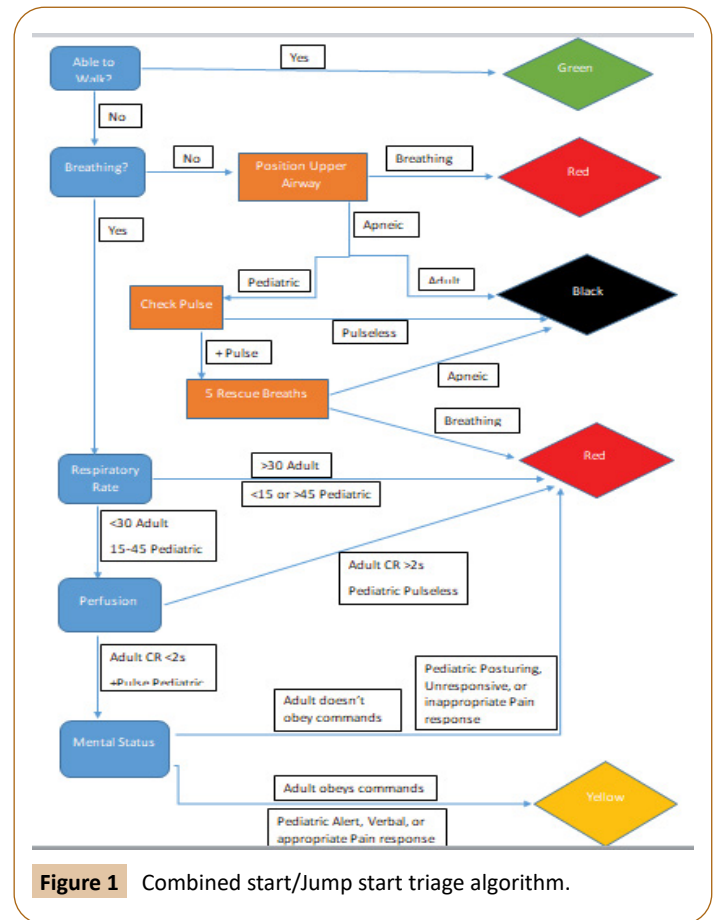 Able to
Walk?
Yes
Green
No
Breathing?
No
Position Upper
Airway
Breathing
Red
Yes
Apneic
Pediatric
Adult
Black
Check Pulse
Pulseless
+ Pulse
5 Rescue Breaths
Apneic
Breathing
Respiratory
Rate
>30 Adult
<15 or >45 Pediatric
Red
<30 Adult
15-45 Pediatric
Adult CR >2s
Pediatric Pulseless
Perfusion
Adult CR <2s
+Pulse Pediatric
Pediatric Posturing,
Unresponsive, or
inappropriate Pain
response
Adult doesn't
obey commands
Mental Status
Adult obeys commands
Yellow
Pediatric Alert, Verbal, or
appropriate Pain response
Figure 1 Combined start/Jump start triage algorithm.